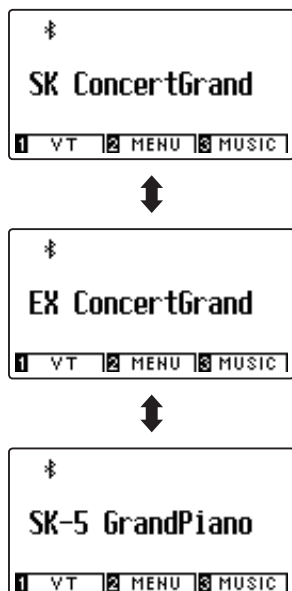 SK ConcertGrand
1 VT 2 MENU 3 MUSIC
EX ConcertGrand
1 VT 2 MENU 3 MUSIC
SK-5 GrandPiano
1 VT 2 MENU 3 MUSIC